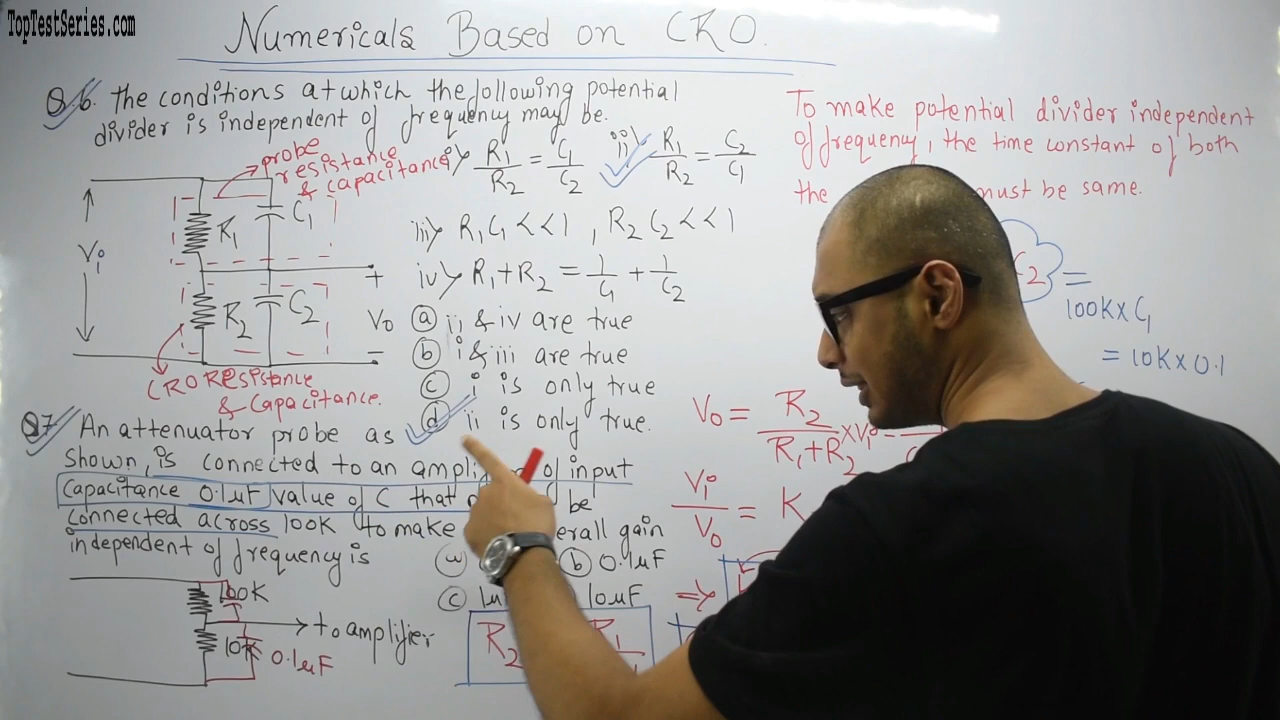 TopTestSeries.com
Numericals Based on CRO.
Q.6. The conditions at which the following potential
divider is independent of frequency may be.
probe
resistance
& capacitance
i> R1/R2 = C1/C2
ii> R1/R2 = C2/C1
iii> R1C1 << 1 , R2C2 << 1
iv> R1 + R2 = 1/C1 + 1/C2
Vi
R1
C1
R2
C2
+
Vo
-
CRO Resistance
& capacitance.
(a) ii & iv are true
(b) i & iii are true
(c) i is only true
(d) ii is only true.
Q7 An attenuator probe as
shown, is connected to an of input
capacitance 0.1uF value of C that be
connected across 100K to make gain
independent of frequency is
(b) 0.1uF
(c) 1u
10uF
100K
10K
0.1uF
to amplifier
To make potential divider independent
of frequency, the time constant of both
the must be same.
=
100K x C1
= 10K x 0.1
Vo = R2/R1+R2 x Vi
Vi/Vo = K
=>
R2
R1